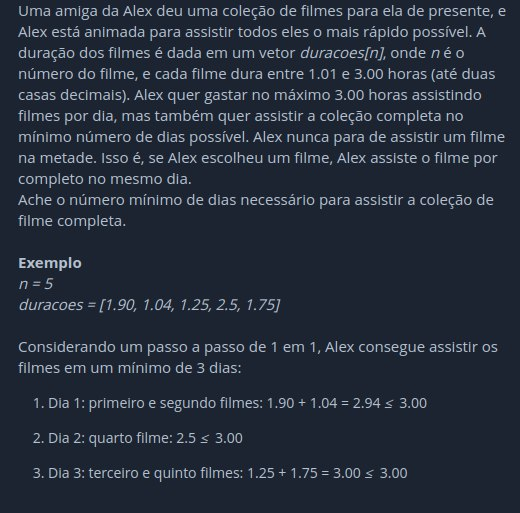 Uma amiga da Alex deu uma coleção de filmes para ela de presente, e
Alex está animada para assistir todos eles o mais rápido possível. A
duração dos filmes é dada em um vetor duracoes[n], onde n é o
número do filme, e cada filme dura entre 1.01 e 3.00 horas (até duas
casas decimais). Alex quer gastar no máximo 3.00 horas assistindo
filmes por dia, mas também quer assistir a coleção completa no
mínimo número de dias possível. Alex nunca para de assistir um filme
na metade. Isso é, se Alex escolheu um filme, Alex assiste o filme por
completo no mesmo dia.
Ache o número mínimo de dias necessário para assistir a coleção de
filme completa.
Exemplo
n = 5
duracoes = [1.90, 1.04, 1.25, 2.5, 1.75]
Considerando um passo a passo de 1 em 1, Alex consegue assistir os
filmes em um mínimo de 3 dias:
1. Dia 1: primeiro e segundo filmes: 1.90 + 1.04 = 2.94 ≤ 3.00
2. Dia 2: quarto filme: 2.5 ≤ 3.00
3. Dia 3: terceiro e quinto filmes: 1.25 + 1.75 = 3.00 ≤ 3.00